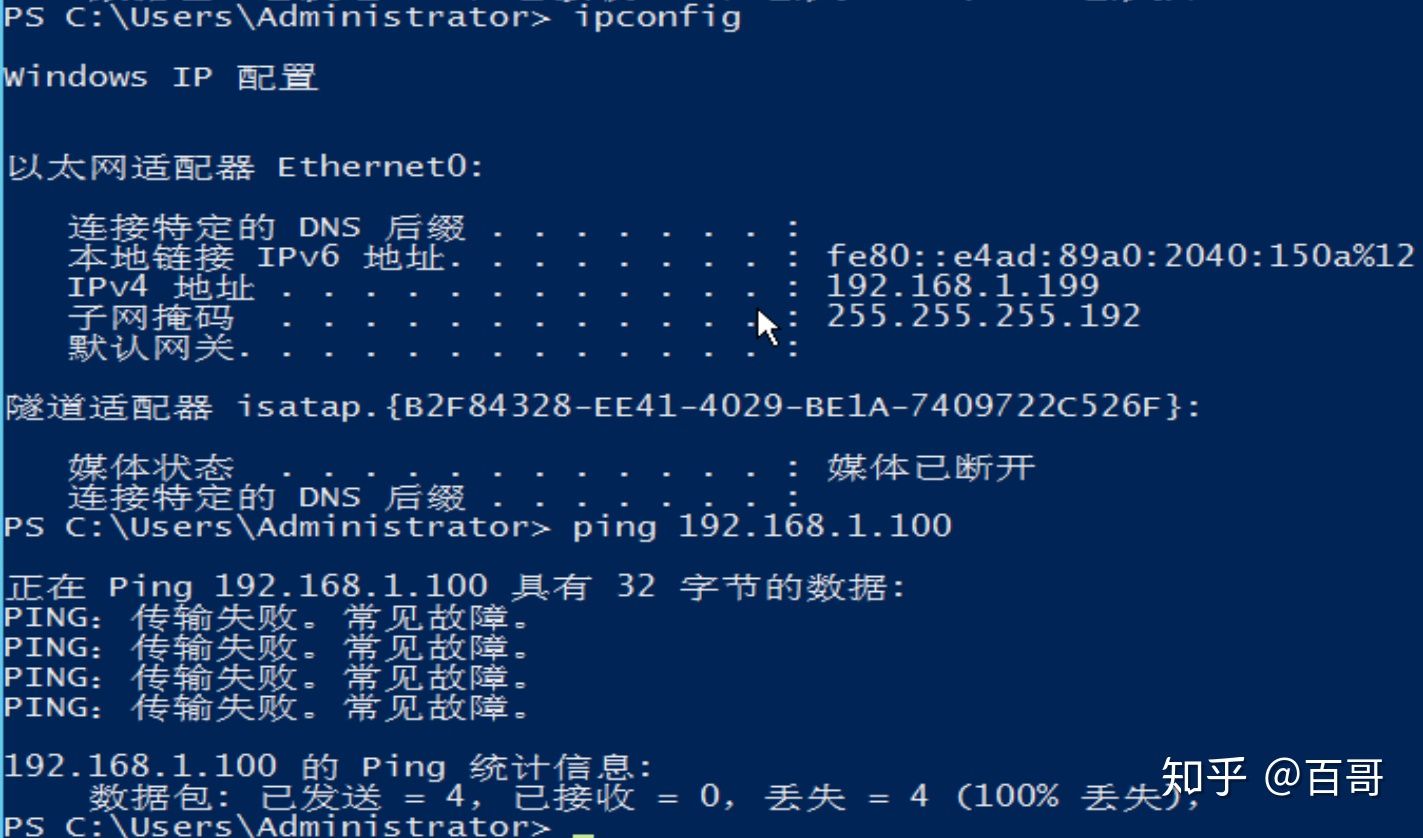 PS C:\Users\Administrator> ipconfig
Windows IP 配置
以太网适配器 Ethernet0:
连接特定的 DNS 后缀 . . . . . . . :
本地链接 IPv6 地址. . . . . . . . : fe80::e4ad:89a0:2040:150a%12
IPv4 地址 . . . . . . . . . . . . : 192.168.1.199
子网掩码 . . . . . . . . . . . . : 255.255.255.192
默认网关. . . . . . . . . . . . . :
隧道适配器 isatap.{B2F84328-EE41-4029-BE1A-7409722C526F}:
媒体状态 . . . . . . . . . . . . : 媒体已断开
连接特定的 DNS 后缀 . . . . . . . :
PS C:\Users\Administrator> ping 192.168.1.100
正在 Ping 192.168.1.100 具有 32 字节的数据:
PING: 传输失败。常见故障。
PING: 传输失败。常见故障。
PING: 传输失败。常见故障。
PING: 传输失败。常见故障。
192.168.1.100 的 Ping 统计信息:
数据包: 已发送 = 4, 已接收 = 0, 丢失 = 4 (100% 丢失),
PS C:\Users\Administrator> _
知乎 @百哥